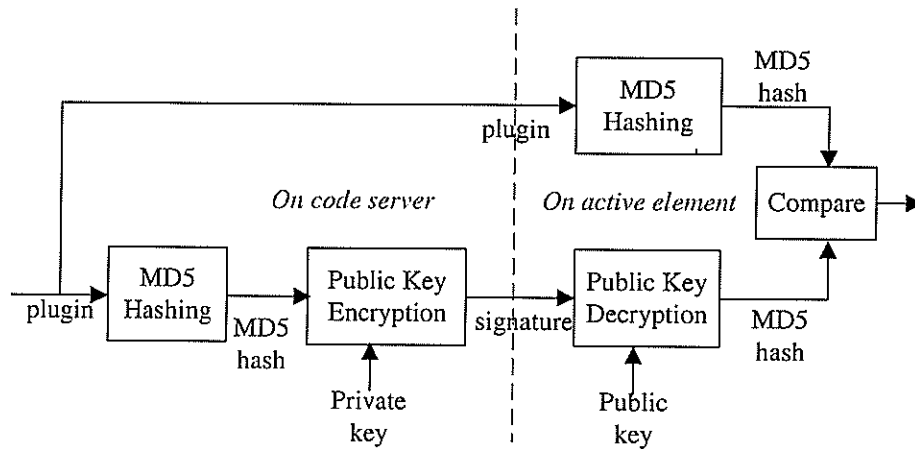 MD5
Hashing
MD5
hash
plugin
On code server
On active element
Compare
plugin
MD5
Hashing
MD5
hash
Public Key
Encryption
signature
Public Key
Decryption
MD5
hash
Private
key
Public
key